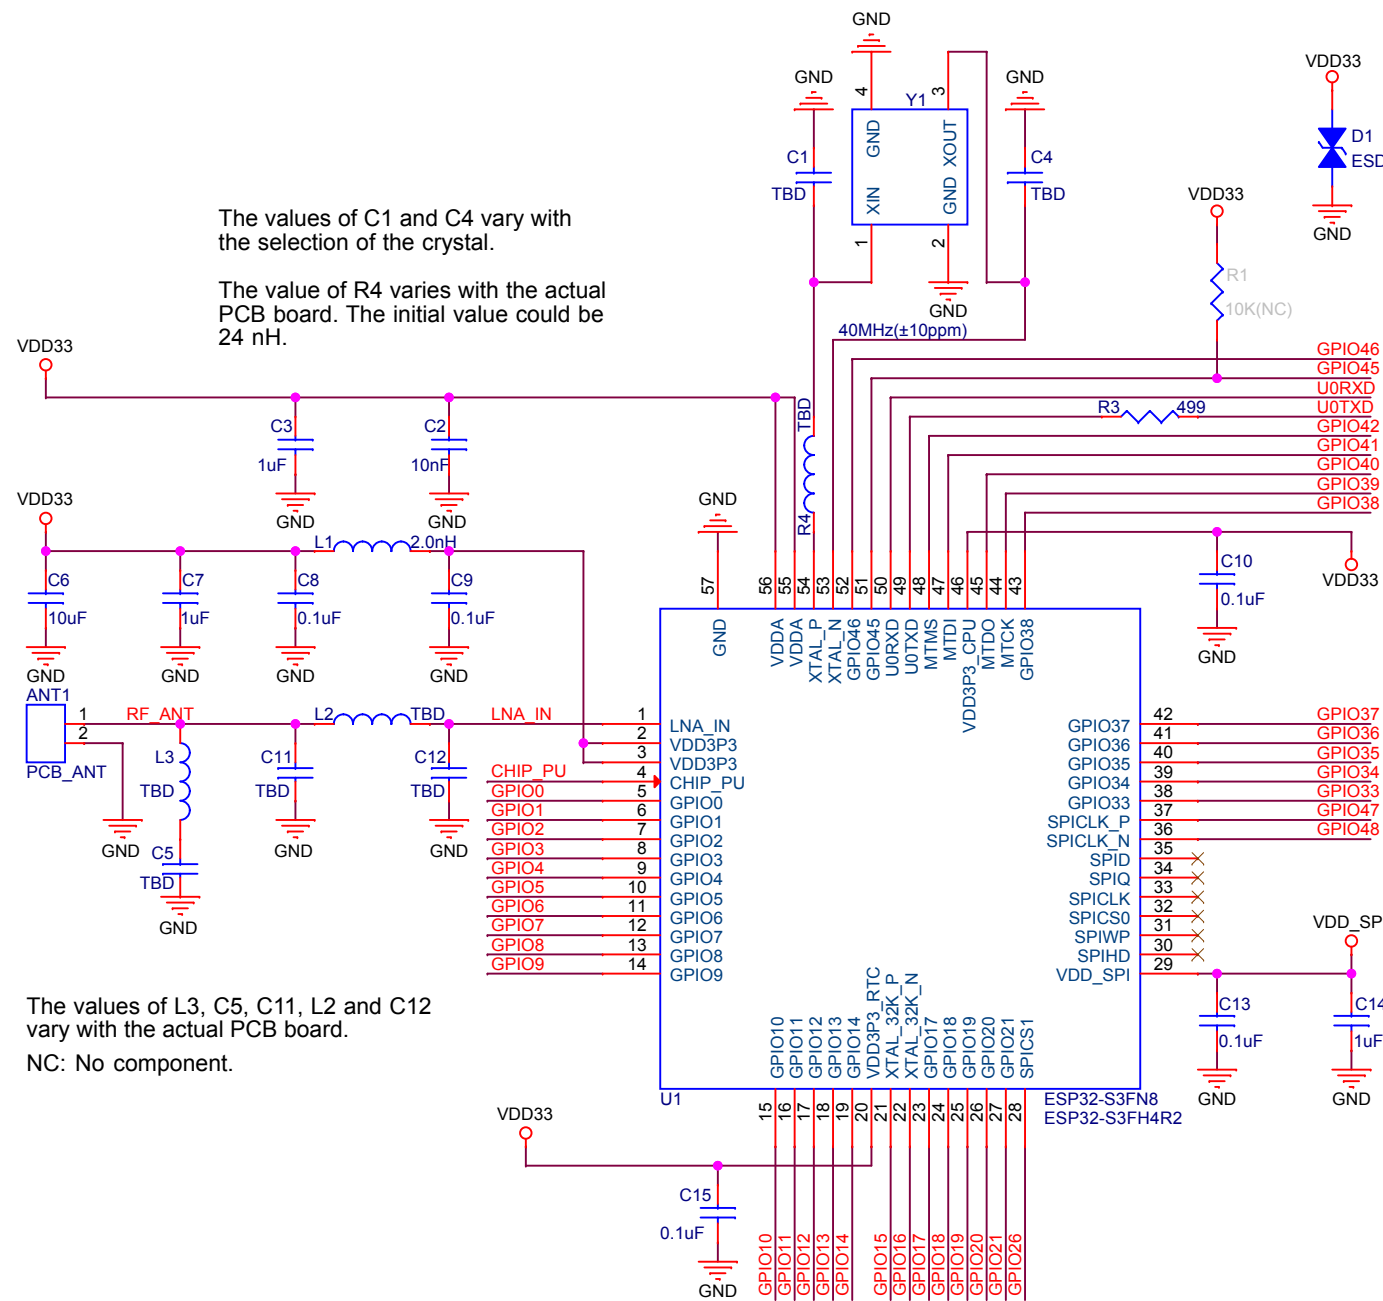 GND
4
3
Y1
GND
XOUT
XIN
GND
1
2
GND
GND
C1
TBD
GND
C4
TBD
40MHz(±10ppm)
VDD33
D1
ESD
GND
VDD33
R1
10K(NC)
The values of C1 and C4 vary with
the selection of the crystal.
The value of R4 varies with the actual
PCB board. The initial value could be
24 nH.
VDD33
C3
1uF
GND
C2
10nF
GND
TBD
R4
GPIO46
GPIO45
U0RXD
R3
499
U0TXD
GPIO42
GPIO41
GPIO40
GPIO39
GPIO38
VDD33
L1
2.0nH
C6
10uF
GND
C7
1uF
GND
C8
0.1uF
GND
C9
0.1uF
GND
GND
C10
0.1uF
GND
VDD33
57
56
55
54
53
52
51
50
49
48
47
46
45
44
43
GND
VDDA
VDDA
XTAL_P
XTAL_N
GPIO46
GPIO45
U0RXD
U0TXD
MTMS
MTDI
VDD3P3_CPU
MTDO
MTCK
GPIO38
ANT1
1
2
PCB_ANT
RF_ANT
GND
L3
TBD
C5
TBD
GND
C11
TBD
GND
L2
TBD
C12
TBD
GND
LNA_IN
1
LNA_IN
2
VDD3P3
3
VDD3P3
CHIP_PU
4
CHIP_PU
GPIO0
5
GPIO0
GPIO1
6
GPIO1
GPIO2
7
GPIO2
GPIO3
8
GPIO3
GPIO4
9
GPIO4
GPIO5
10
GPIO5
GPIO6
11
GPIO6
GPIO7
12
GPIO7
GPIO8
13
GPIO8
GPIO9
14
GPIO9
GPIO37
42
GPIO37
GPIO36
41
GPIO36
GPIO35
40
GPIO35
GPIO34
39
GPIO34
GPIO33
38
GPIO33
SPICLK_P
37
GPIO47
SPICLK_N
36
GPIO48
SPID
35
SPIQ
34
SPICLK
33
SPICS0
32
SPIWP
31
SPIHD
30
VDD_SPI
29
VDD_SP
C13
0.1uF
GND
C14
1uF
GND
The values of L3, C5, C11, L2 and C12
vary with the actual PCB board.
NC: No component.
GPIO10
GPIO11
GPIO12
GPIO13
GPIO14
VDD3P3_RTC
XTAL_32K_P
XTAL_32K_N
GPIO17
GPIO18
GPIO19
GPIO20
GPIO21
SPICS1
U1
ESP32-S3FN8
ESP32-S3FH4R2
15
16
17
18
19
20
21
22
23
24
25
26
27
28
VDD33
C15
0.1uF
GND
GPIO10
GPIO11
GPIO12
GPIO13
GPIO14
GPIO15
GPIO16
GPIO17
GPIO18
GPIO19
GPIO20
GPIO21
GPIO26